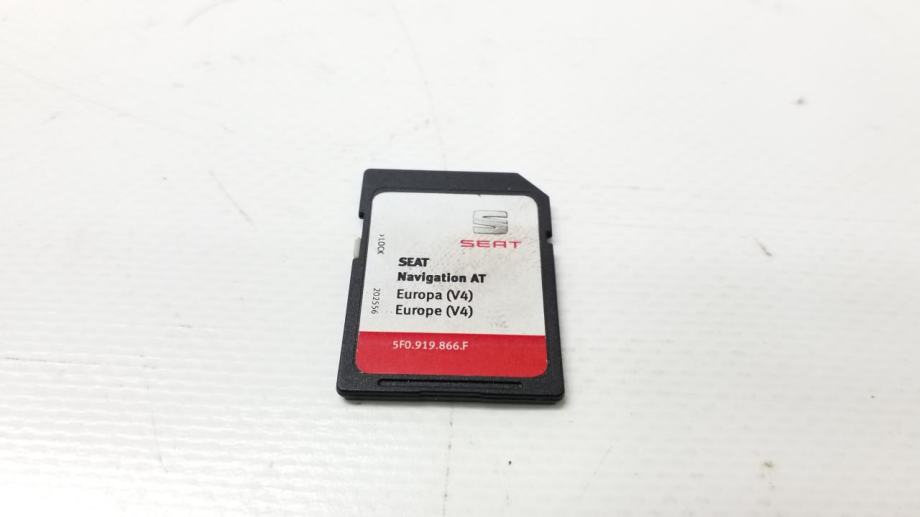 SEAT
>LOCK
SEAT
Navigation AT
Europa (V4)
Europe (V4)
202556
5F0.919.866.F